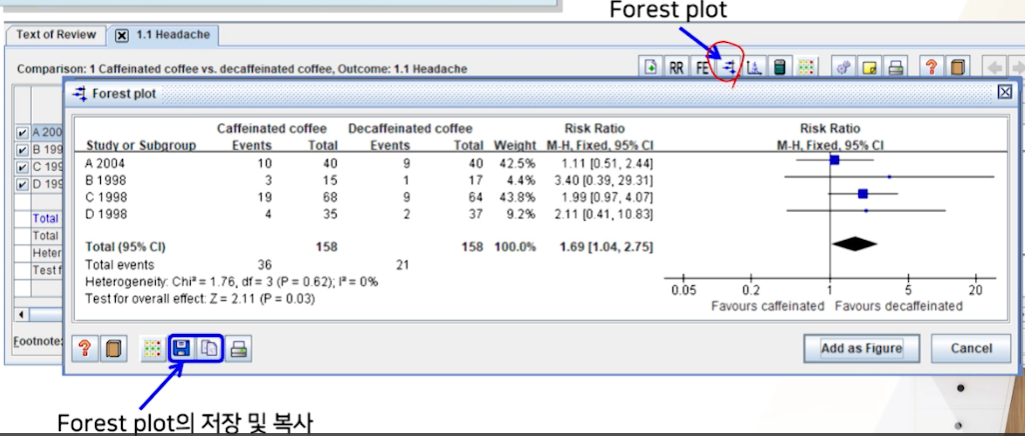 Forest plot
Text of Review 1.1 Headache
Comparison: 1 Caffeinated coffee vs. decaffeinated coffee, Outcome: 1.1 Headache RR FE
Forest plot
Caffeinated coffee Decaffeinated coffee Risk Ratio Risk Ratio
Study or Subgroup Events Total Events Total Weight M-H, Fixed, 95% CI M-H, Fixed, 95% CI
A 2004 10 40 9 40 42.5% 1.11 [0.51, 2.44]
B 1998 3 15 1 17 4.4% 3.40 [0.39, 29.31]
C 1998 19 68 9 64 43.8% 1.99 [0.97, 4.07]
D 1998 4 35 2 37 9.2% 2.11 [0.41, 10.83]
Total (95% CI) 158 158 100.0% 1.69 [1.04, 2.75]
Total events 36 21
Heterogeneity: Chi² = 1.76, df = 3 (P = 0.62); I² = 0%
Test for overall effect: Z = 2.11 (P = 0.03)
0.05 0.2 1 5 20
Favours caffeinated Favours decaffeinated
A 200
B 199
C 199
D 199
Total
Total
Heter
Test f
Footnote:
Add as Figure Cancel
Forest plot의 저장 및 복사